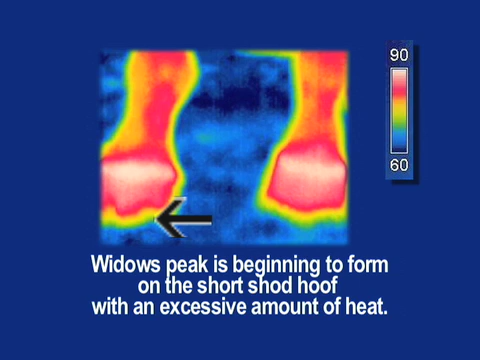 90
60
Widows peak is beginning to form
on the short shod hoof
with an excessive amount of heat.